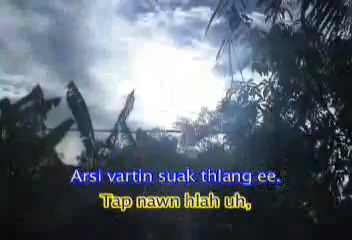 Arsi vartin suak thlang ee.
Tap nawn hlah uh,